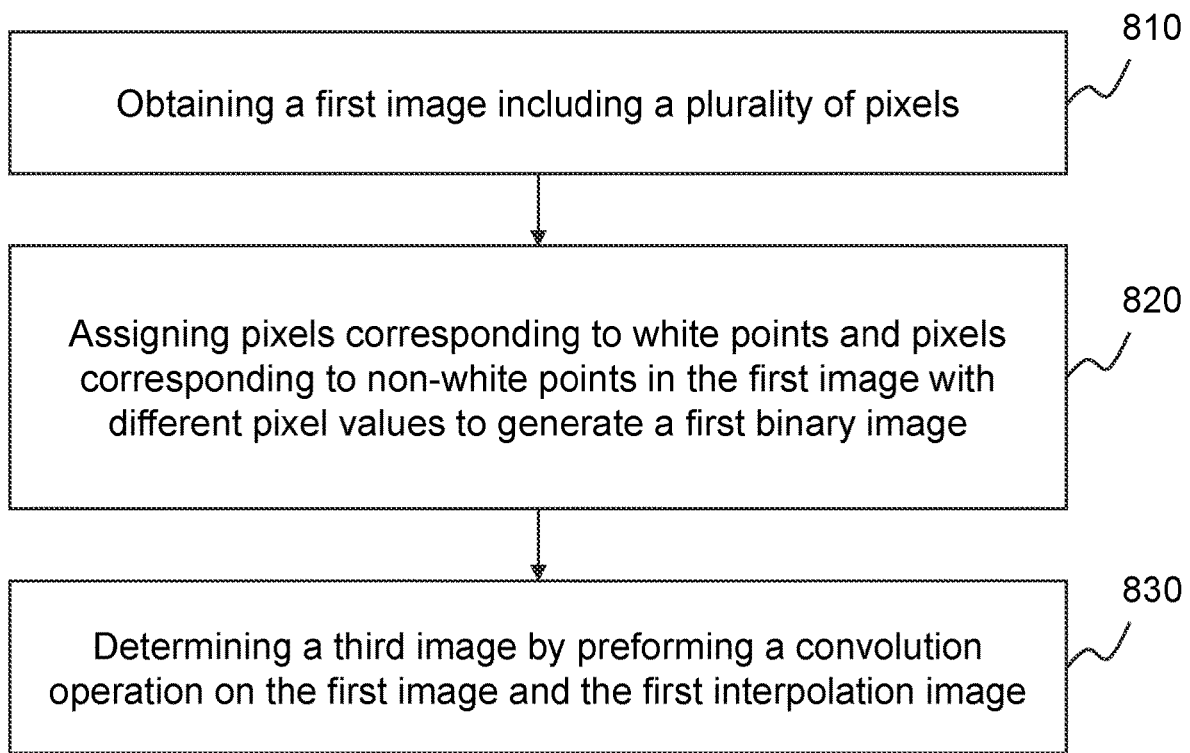 810
Obtaining a first image including a plurality of pixels
820
Assigning pixels corresponding to white points and pixels
corresponding to non-white points in the first image with
different pixel values to generate a first binary image
830
Determining a third image by preforming a convolution
operation on the first image and the first interpolation image